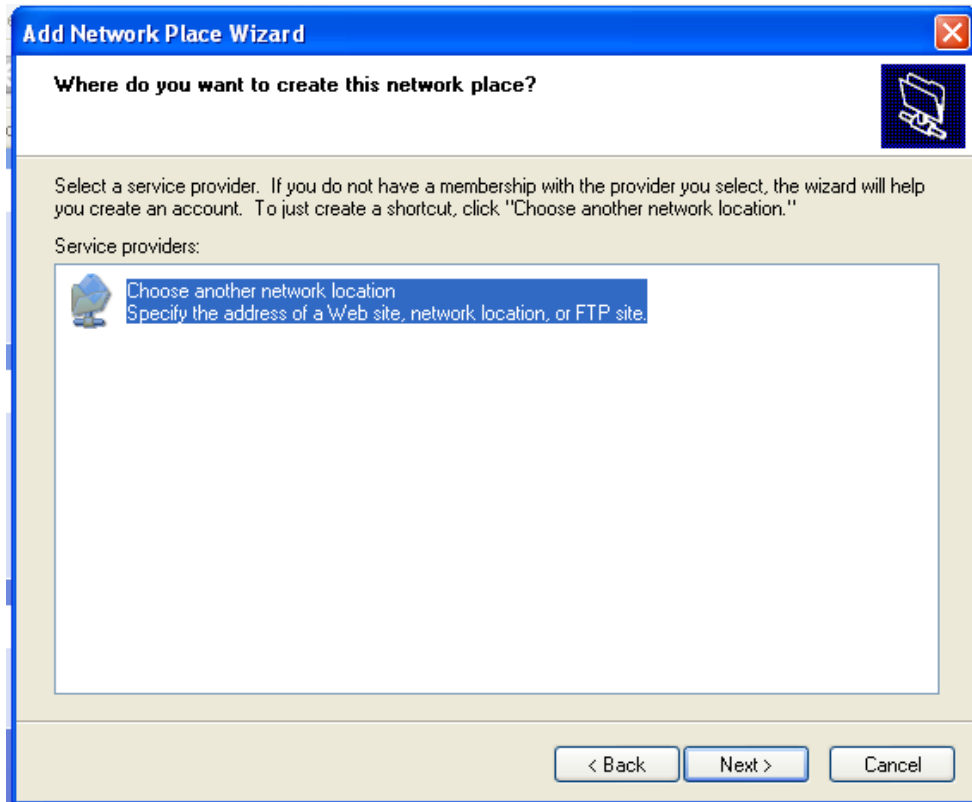 Add Network Place Wizard
Where do you want to create this network place?
Select a service provider.  If you do not have a membership with the provider you select, the wizard will help
you create an account.  To just create a shortcut, click "Choose another network location."
Service providers:
Choose another network location
Specify the address of a Web site, network location, or FTP site.
< Back
Next >
Cancel